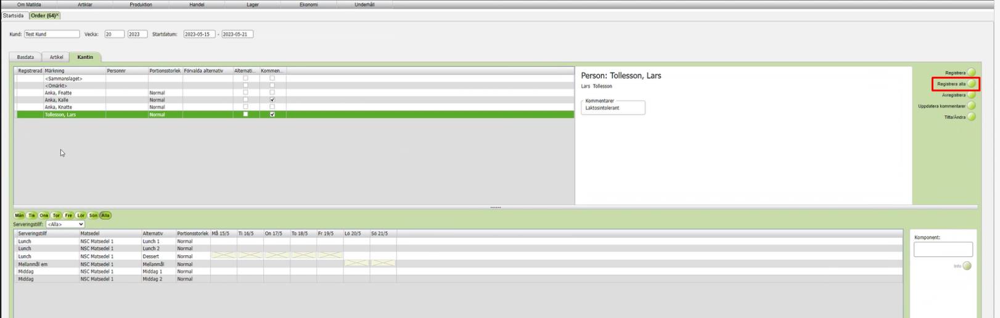 Om Matilda Artiklar Produktion Handel Lager Ekonomi Underhåll
Startsida Order (64)x
Kund: Test Kund Vecka: 20 2023 Startdatum: 2023-05-15 - 2023-05-21
Basdata Artikel Kantin
Registrerad Märkning Personnr Portionsstorlek Förvalda alternativ Alternati... Kommen...
<Sammanslaget>
<Omärkt>
Anka, Fnatte Normal
Anka, Kalle Normal
Anka, Knatte Normal
Tollesson, Lars Normal
Person: Tollesson, Lars
Lars Tollesson
Kommentarer
Laktosintolerant
Registrera
Registrera alla
Avregistrera
Uppdatera kommentarer
Titta/Ändra
Mån Tis Ons Tor Fre Lör Sön Alla
Serveringstillf: <Alla>
Serveringstillf Matsedel Alternativ Portionsstorlek Må 15/5 Ti 16/5 On 17/5 To 18/5 Fr 19/5 Lö 20/5 Sö 21/5
Lunch NSC Matsedel 1 Lunch 1 Normal
Lunch NSC Matsedel 1 Lunch 2 Normal
Lunch NSC Matsedel 1 Dessert Normal
Mellanmål em NSC Matsedel 1 Mellanmål Normal
Middag NSC Matsedel 1 Middag 1 Normal
Middag NSC Matsedel 1 Middag 2 Normal
Komponent:
Info